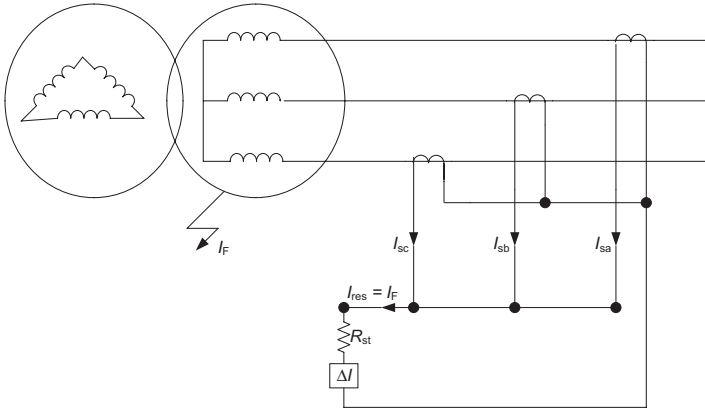 I_F
I_sc
I_sb
I_sa
I_res = I_F
R_st
ΔI